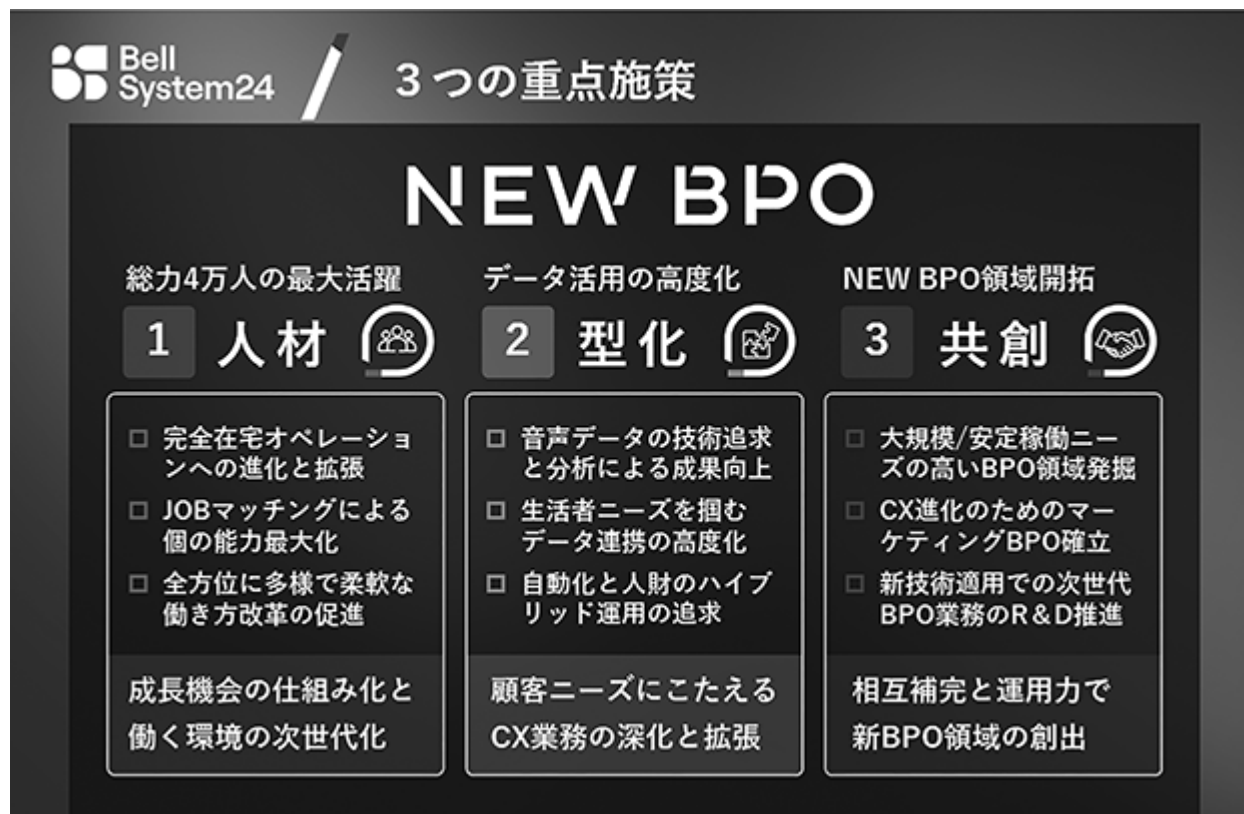 Bell
System24
3つの重点施策
NEW BPO
総力4万人の最大活躍
1 人材
完全在宅オペレーショ
ンへの進化と拡張
JOBマッチングによる
個の能力最大化
全方位に多様で柔軟な
働き方改革の促進
成長機会の仕組み化と
働く環境の次世代化
データ活用の高度化
2 型化
音声データの技術追求
と分析による成果向上
生活者ニーズを掴む
データ連携の高度化
自動化と人財のハイブ
リッド運用の追求
顧客ニーズにこたえる
CX業務の深化と拡張
NEW BPO領域開拓
3 共創
大規模/安定稼働ニー
ズの高いBPO領域発掘
CX進化のためのマー
ケティングBPO確立
新技術適用での次世代
BPO業務のR&D推進
相互補完と運用力で
新BPO領域の創出